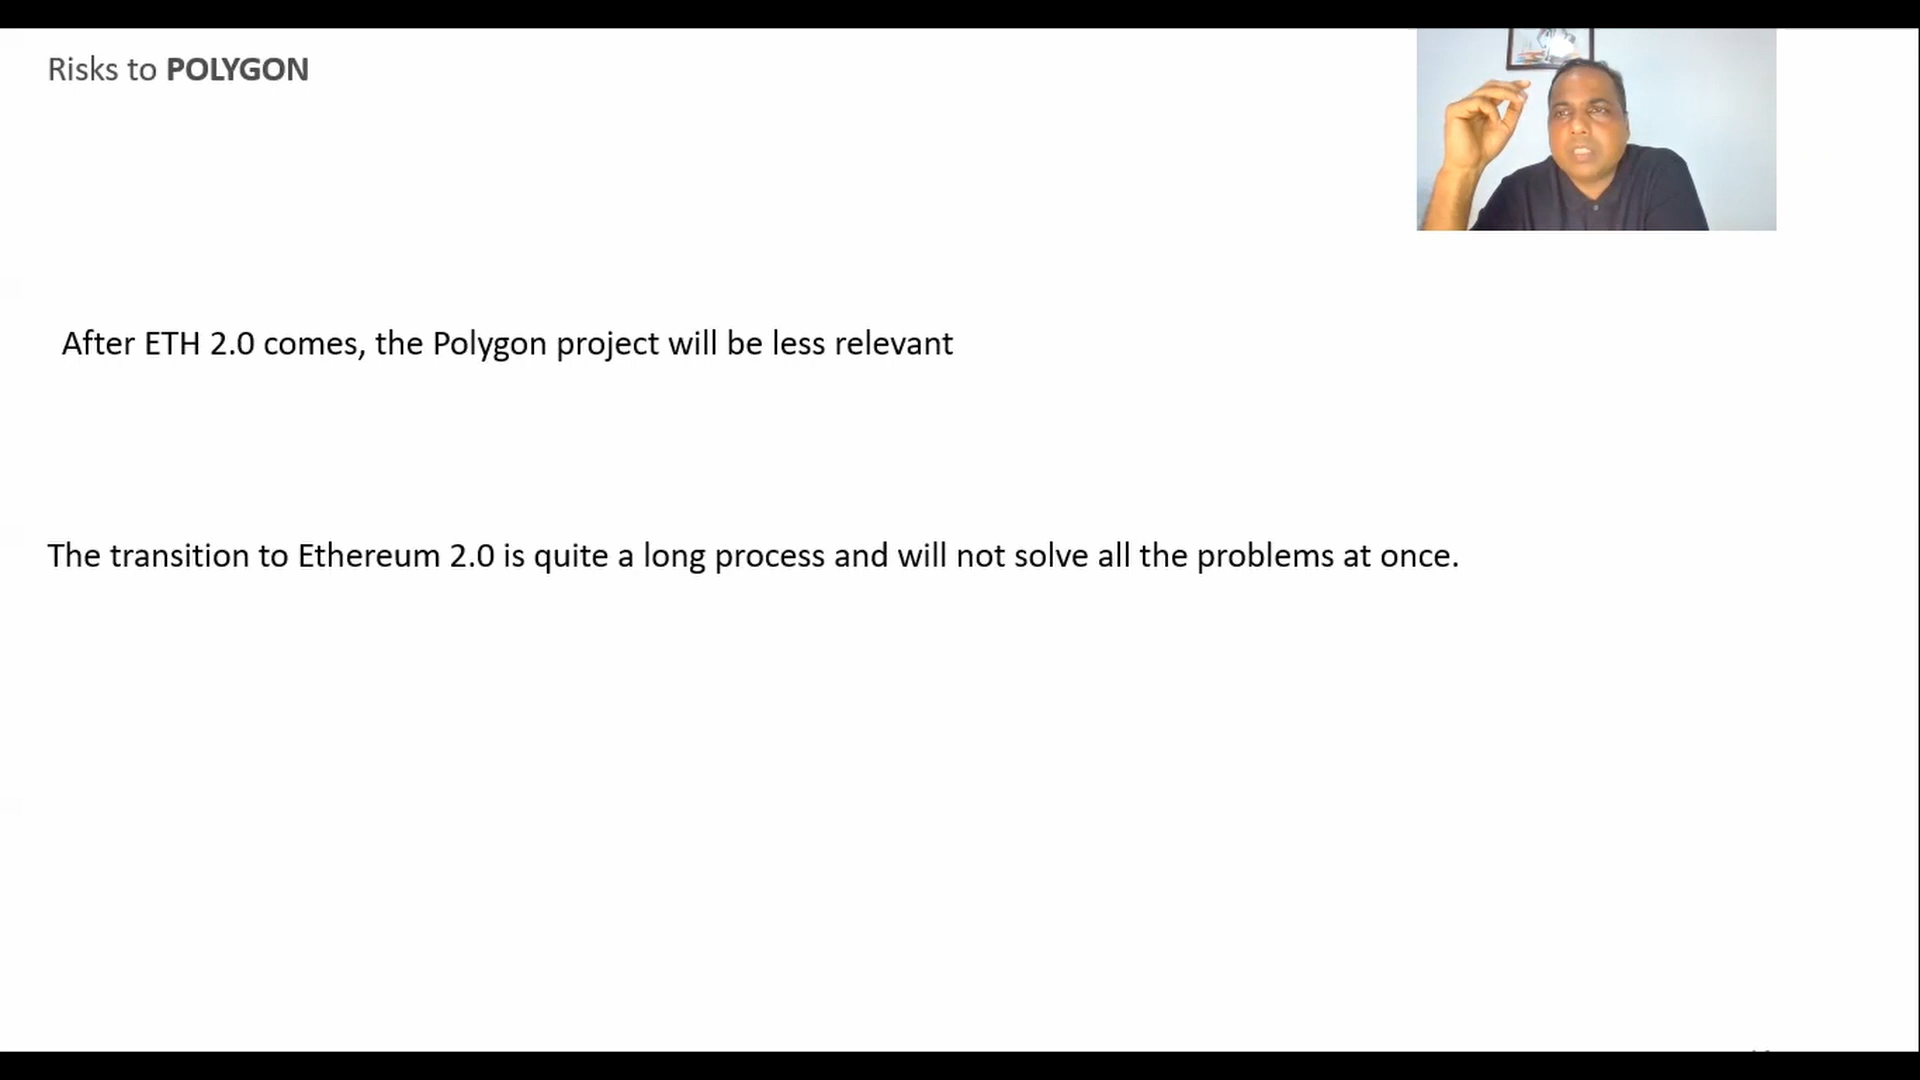 Risks to POLYGON
After ETH 2.0 comes, the Polygon project will be less relevant
The transition to Ethereum 2.0 is quite a long process and will not solve all the problems at once.